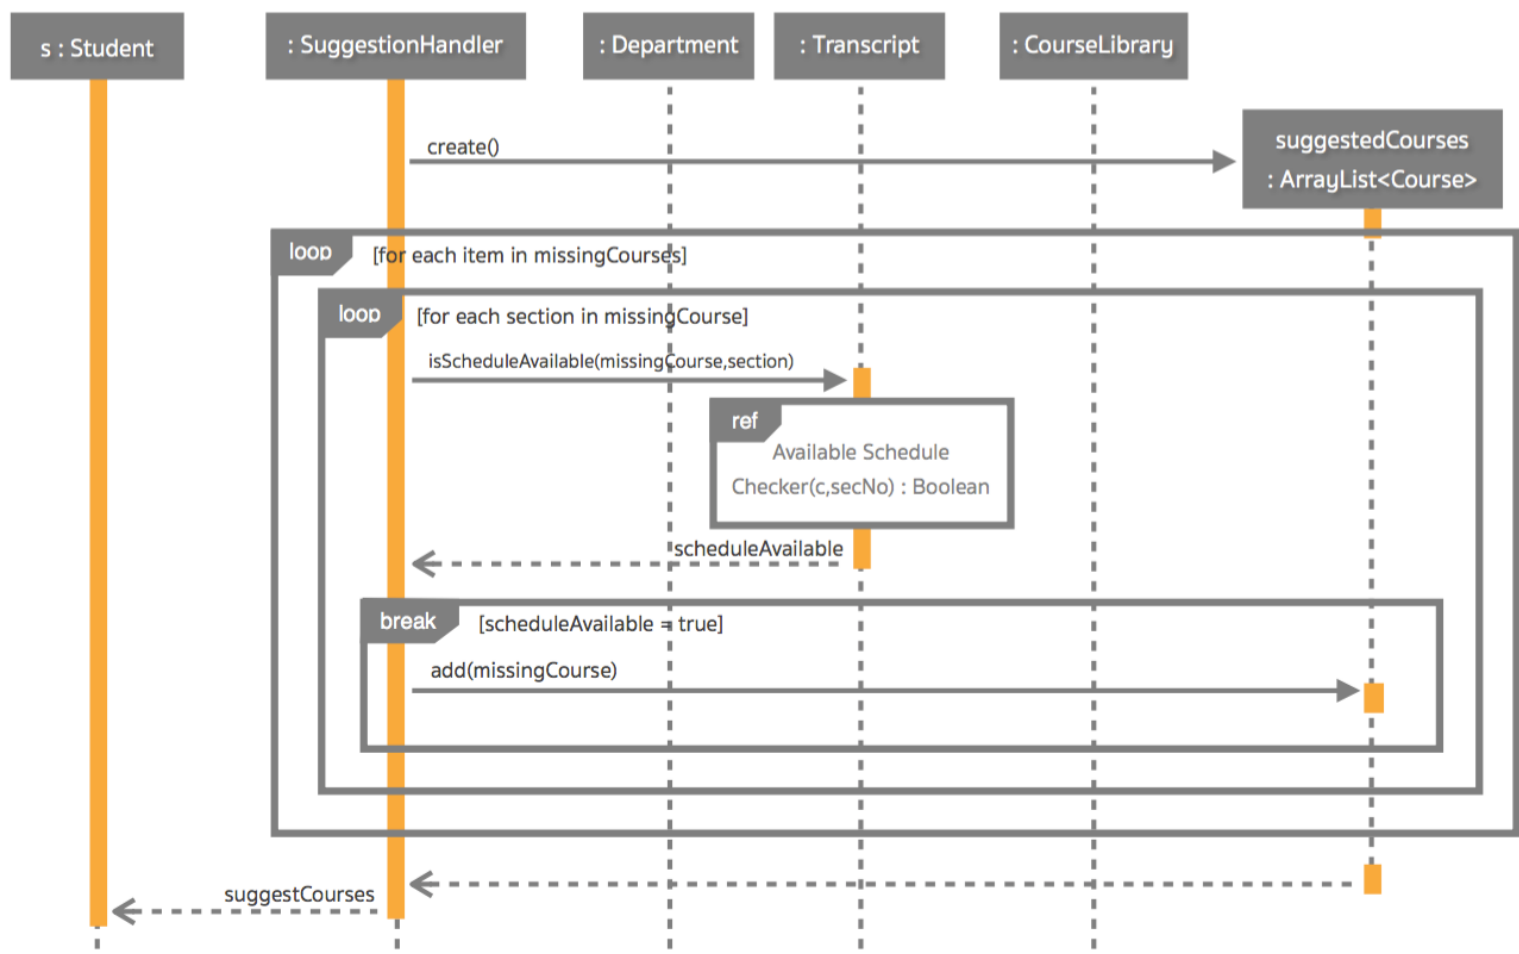 s : Student
: SuggestionHandler
: Department
: Transcript
: CourseLibrary
suggestedCourses
: ArrayList<Course>
create()
loop
[for each item in missingCourses]
loop
[for each section in missingCourse]
isScheduleAvailable(missingCourse,section)
ref
Available Schedule
Checker(c,secNo) : Boolean
scheduleAvailable
break
[scheduleAvailable = true]
add(missingCourse)
suggestCourses